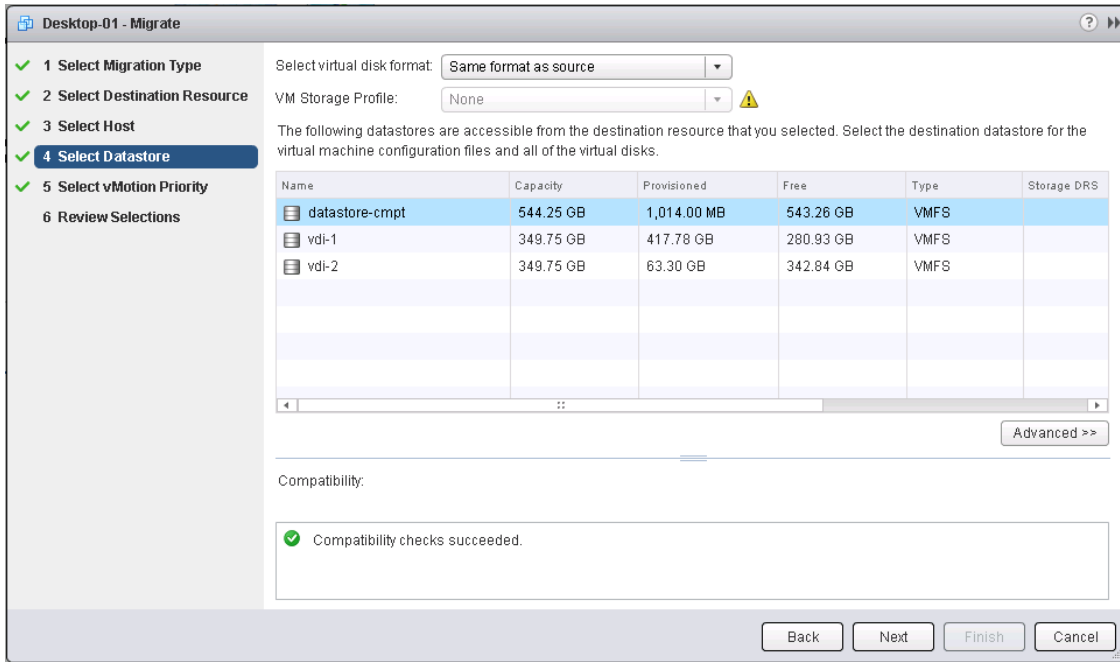 Desktop-01 - Migrate
?
1 Select Migration Type
2 Select Destination Resource
3 Select Host
4 Select Datastore
5 Select vMotion Priority
6 Review Selections
Select virtual disk format: Same format as source
VM Storage Profile: None
The following datastores are accessible from the destination resource that you selected. Select the destination datastore for the
virtual machine configuration files and all of the virtual disks.
Name Capacity Provisioned Free Type Storage DRS
datastore-cmpt 544.25 GB 1,014.00 MB 543.26 GB VMFS
vdi-1 349.75 GB 417.78 GB 280.93 GB VMFS
vdi-2 349.75 GB 63.30 GB 342.84 GB VMFS
Advanced >>
Compatibility:
Compatibility checks succeeded.
Back Next Finish Cancel